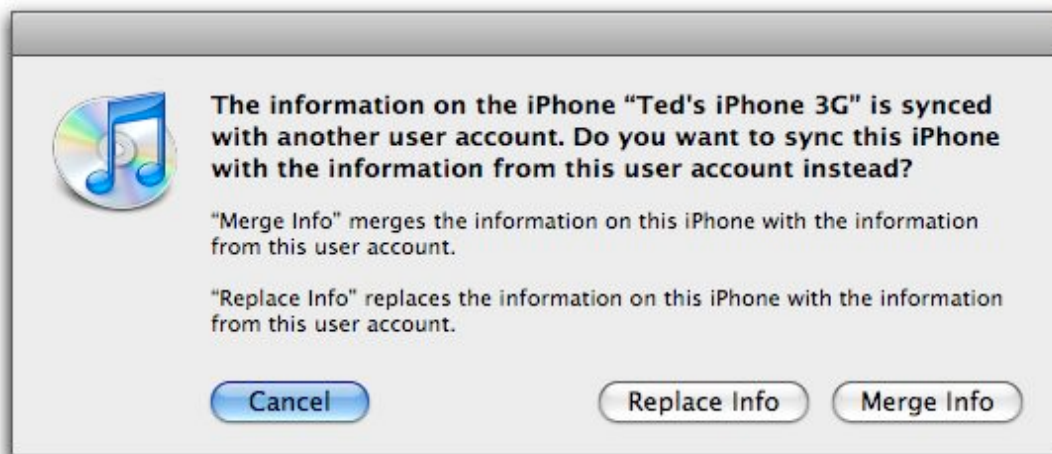 The information on the iPhone “Ted's iPhone 3G” is synced
with another user account. Do you want to sync this iPhone
with the information from this user account instead?
“Merge Info” merges the information on this iPhone with the information
from this user account.
“Replace Info” replaces the information on this iPhone with the information
from this user account.
Cancel
Replace Info
Merge Info